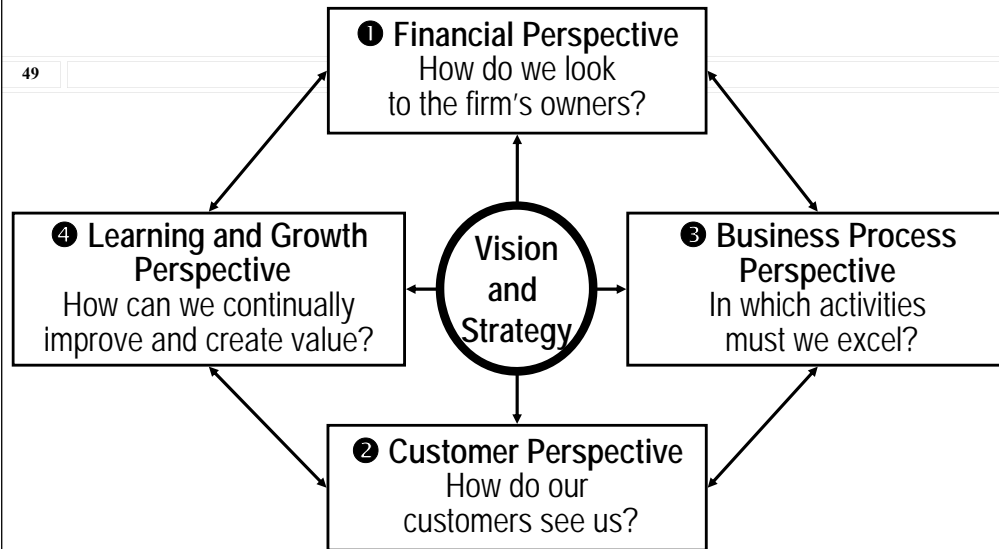 ❶ Financial Perspective
How do we look
to the firm's owners?
49
❹ Learning and Growth
Perspective
How can we continually
improve and create value?
Vision
and
Strategy
❸ Business Process
Perspective
In which activities
must we excel?
❷ Customer Perspective
How do our
customers see us?